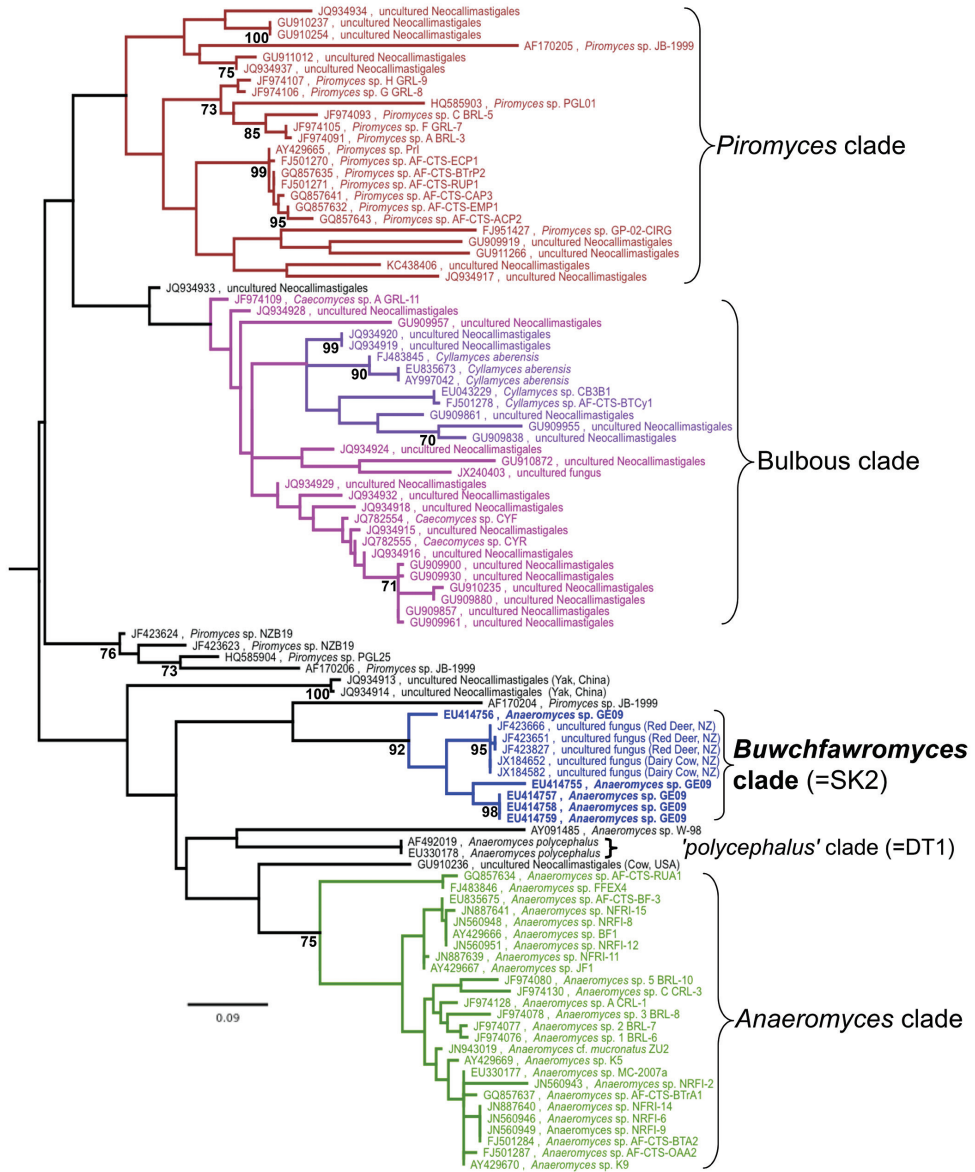 JQ934934 , uncultured Neocallimastigales
GU910237 , uncultured Neocallimastigales
GU910254 , uncultured Neocallimastigales
100
AF170205 , Piromyces sp. JB-1999
GU911012 , uncultured Neocallimastigales
JQ934937 , uncultured Neocallimastigales
75
JF974107 , Piromyces sp. H GRL-9
JF974106 , Piromyces sp. G GRL-8
73
HQ585903 , Piromyces sp. PGL01
JF974093 , Piromyces sp. C BRL-5
JF974105 , Piromyces sp. F GRL-7
85
JF974091 , Piromyces sp. A BRL-3
Piromyces clade
AY429665 , Piromyces sp. Prl
FJ501270 , Piromyces sp. AF-CTS-ECP1
99
GQ857635 , Piromyces sp. AF-CTS-BTrP2
FJ501271 , Piromyces sp. AF-CTS-RUP1
GQ857641 , Piromyces sp. AF-CTS-CAP3
GQ857632 , Piromyces sp. AF-CTS-EMP1
95
GQ857643 , Piromyces sp. AF-CTS-ACP2
FJ951427 , Piromyces sp. GP-02-CIRG
GU909919 , uncultured Neocallimastigales
GU911266 , uncultured Neocallimastigales
KC438406 , uncultured Neocallimastigales
JQ934917 , uncultured Neocallimastigales
JQ934933 , uncultured Neocallimastigales
JF974109 , Caecomyces sp. A GRL-11
JQ934928 , uncultured Neocallimastigales
GU909957 , uncultured Neocallimastigales
JQ934920 , uncultured Neocallimastigales
99
JQ934919 , uncultured Neocallimastigales
FJ483845 , Cyllamyces aberensis
90
EU835673 , Cyllamyces aberensis
AY997042 , Cyllamyces aberensis
EU043229 , Cyllamyces sp. CB3B1
FJ501278 , Cyllamyces sp. AF-CTS-BTCy1
GU909861 , uncultured Neocallimastigales
GU909955 , uncultured Neocallimastigales
70
GU909838 , uncultured Neocallimastigales
JQ934924 , uncultured Neocallimastigales
GU910872 , uncultured Neocallimastigales
Bulbous clade
JX240403 , uncultured fungus
JQ934929 , uncultured Neocallimastigales
JQ934932 , uncultured Neocallimastigales
JQ934918 , uncultured Neocallimastigales
JQ782554 , Caecomyces sp. CYF
JQ934915 , uncultured Neocallimastigales
JQ782555 , Caecomyces sp. CYR
JQ934916 , uncultured Neocallimastigales
GU909900 , uncultured Neocallimastigales
GU909930 , uncultured Neocallimastigales
71
GU910235 , uncultured Neocallimastigales
GU909880 , uncultured Neocallimastigales
GU909857 , uncultured Neocallimastigales
GU909961 , uncultured Neocallimastigales
JF423624 , Piromyces sp. NZB19
JF423623 , Piromyces sp. NZB19
76
HQ585904 , Piromyces sp. PGL25
73
AF170206 , Piromyces sp. JB-1999
JQ934913 , uncultured Neocallimastigales (Yak, China)
100
JQ934914 , uncultured Neocallimastigales (Yak, China)
AF170204 , Piromyces sp. JB-1999
EU414756 , Anaeromyces sp. GE09
JF423666 , uncultured fungus (Red Deer, NZ)
JF423651 , uncultured fungus (Red Deer, NZ)
92
95
JF423827 , uncultured fungus (Red Deer, NZ)
JX184652 , uncultured fungus (Dairy Cow, NZ)
JX184582 , uncultured fungus (Dairy Cow, NZ)
Buwchfawromyces
clade (=SK2)
EU414755 , Anaeromyces sp. GE09
EU414757 , Anaeromyces sp. GE09
EU414758 , Anaeromyces sp. GE09
98
EU414759 , Anaeromyces sp. GE09
AY091485 , Anaeromyces sp. W-98
AF492019 , Anaeromyces polycephalus
EU330178 , Anaeromyces polycephalus
'polycephalus' clade (=DT1)
GU910236 , uncultured Neocallimastigales (Cow, USA)
GQ857634 , Anaeromyces sp. AF-CTS-RUA1
FJ483846 , Anaeromyces sp. FFEX4
EU835675 , Anaeromyces sp. AF-CTS-BF-3
JN887641 , Anaeromyces sp. NFRI-15
JN560948 , Anaeromyces sp. NRFI-8
AY429666 , Anaeromyces sp. BF1
75
JN560951 , Anaeromyces sp. NRFI-12
JN887639 , Anaeromyces sp. NFRI-11
AY429667 , Anaeromyces sp. JF1
JF974080 , Anaeromyces sp. 5 BRL-10
JF974130 , Anaeromyces sp. C CRL-3
JF974128 , Anaeromyces sp. A CRL-1
JF974078 , Anaeromyces sp. 3 BRL-8
0.09
JF974077 , Anaeromyces sp. 2 BRL-7
Anaeromyces clade
JF974076 , Anaeromyces sp. 1 BRL-6
JN943019 , Anaeromyces cf. mucronatus ZU2
AY429669 , Anaeromyces sp. K5
EU330177 , Anaeromyces sp. MC-2007a
JN560943 , Anaeromyces sp. NRFI-2
GQ857637 , Anaeromyces sp. AF-CTS-BTrA1
JN887640 , Anaeromyces sp. NFRI-14
JN560946 , Anaeromyces sp. NRFI-6
JN560949 , Anaeromyces sp. NRFI-9
FJ501284 , Anaeromyces sp. AF-CTS-BTA2
FJ501287 , Anaeromyces sp. AF-CTS-OAA2
AY429670 , Anaeromyces sp. K9